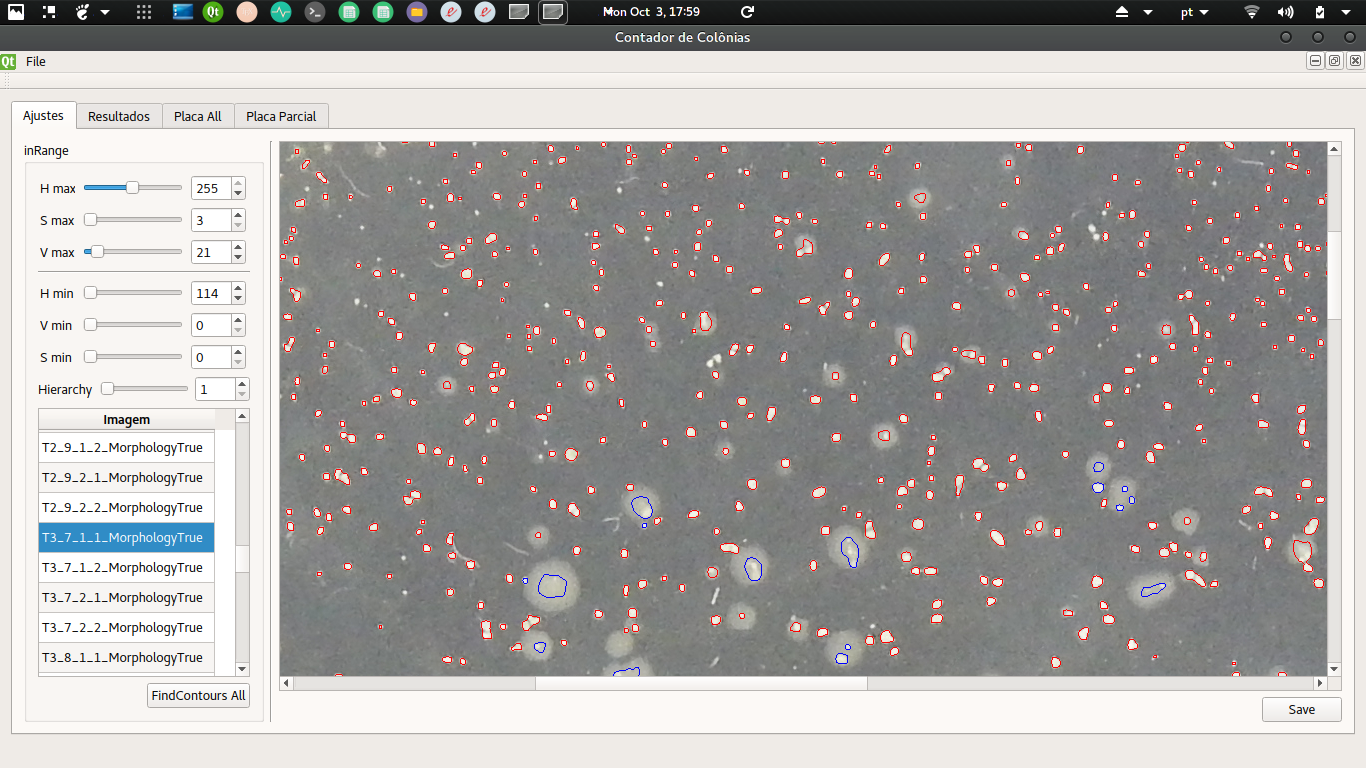 Mon Oct 3, 17:59
pt
Contador de Colônias
Qt File
Ajustes Resultados Placa All Placa Parcial
inRange
H max 255
S max 3
V max 21
H min 114
V min 0
S min 0
Hierarchy 1
Imagem
T2_9_1_2_MorphologyTrue
T2_9_2_1_MorphologyTrue
T2_9_2_2_MorphologyTrue
T3_7_1_1_MorphologyTrue
T3_7_1_2_MorphologyTrue
T3_7_2_1_MorphologyTrue
T3_7_2_2_MorphologyTrue
T3_8_1_1_MorphologyTrue
FindContours All
Save